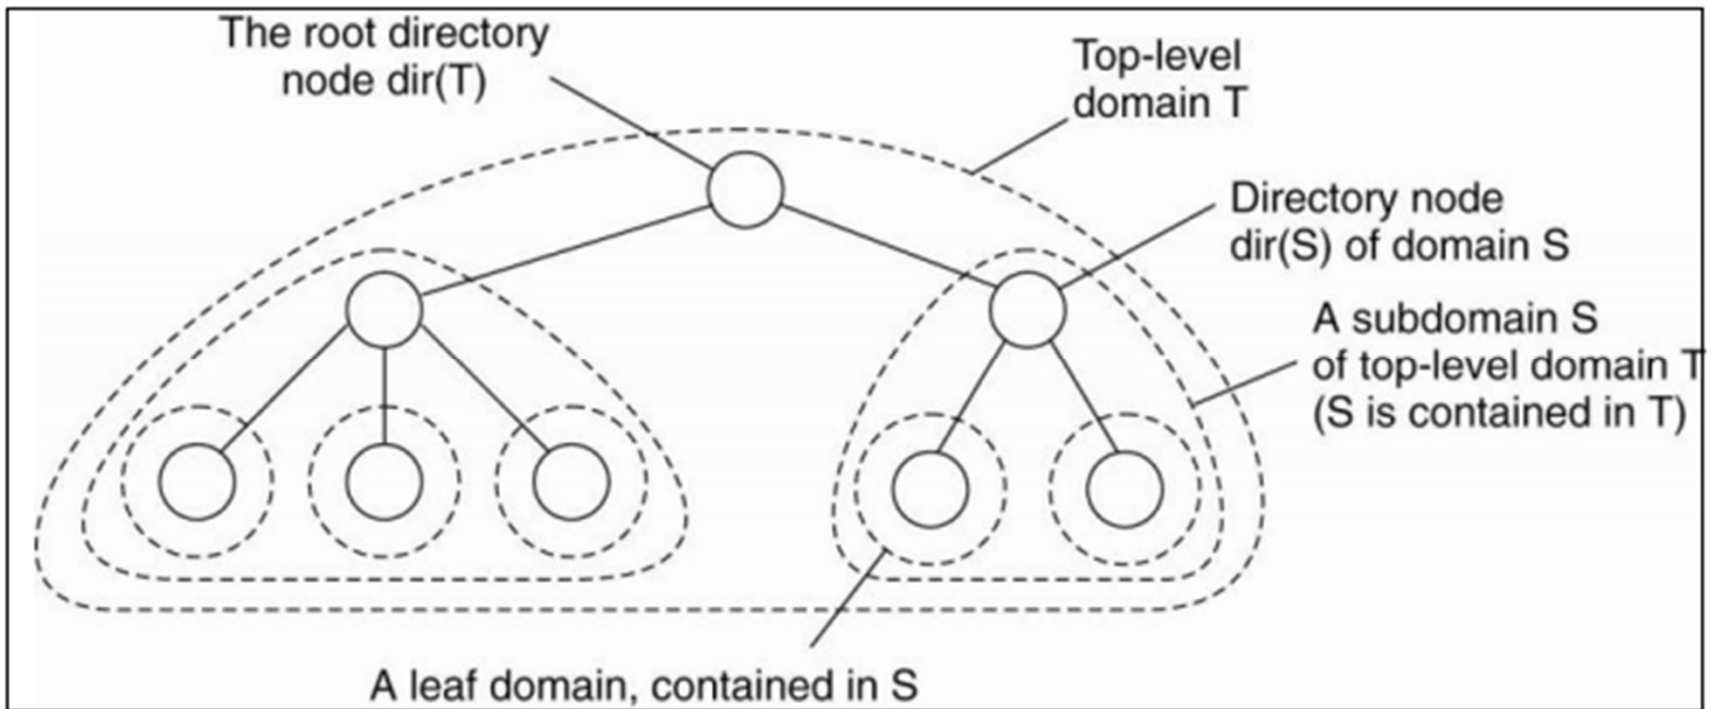 The root directory
node dir(T)
Top-level
domain T
Directory node
dir(S) of domain S
A subdomain S
of top-level domain T
(S is contained in T)
A leaf domain, contained in S